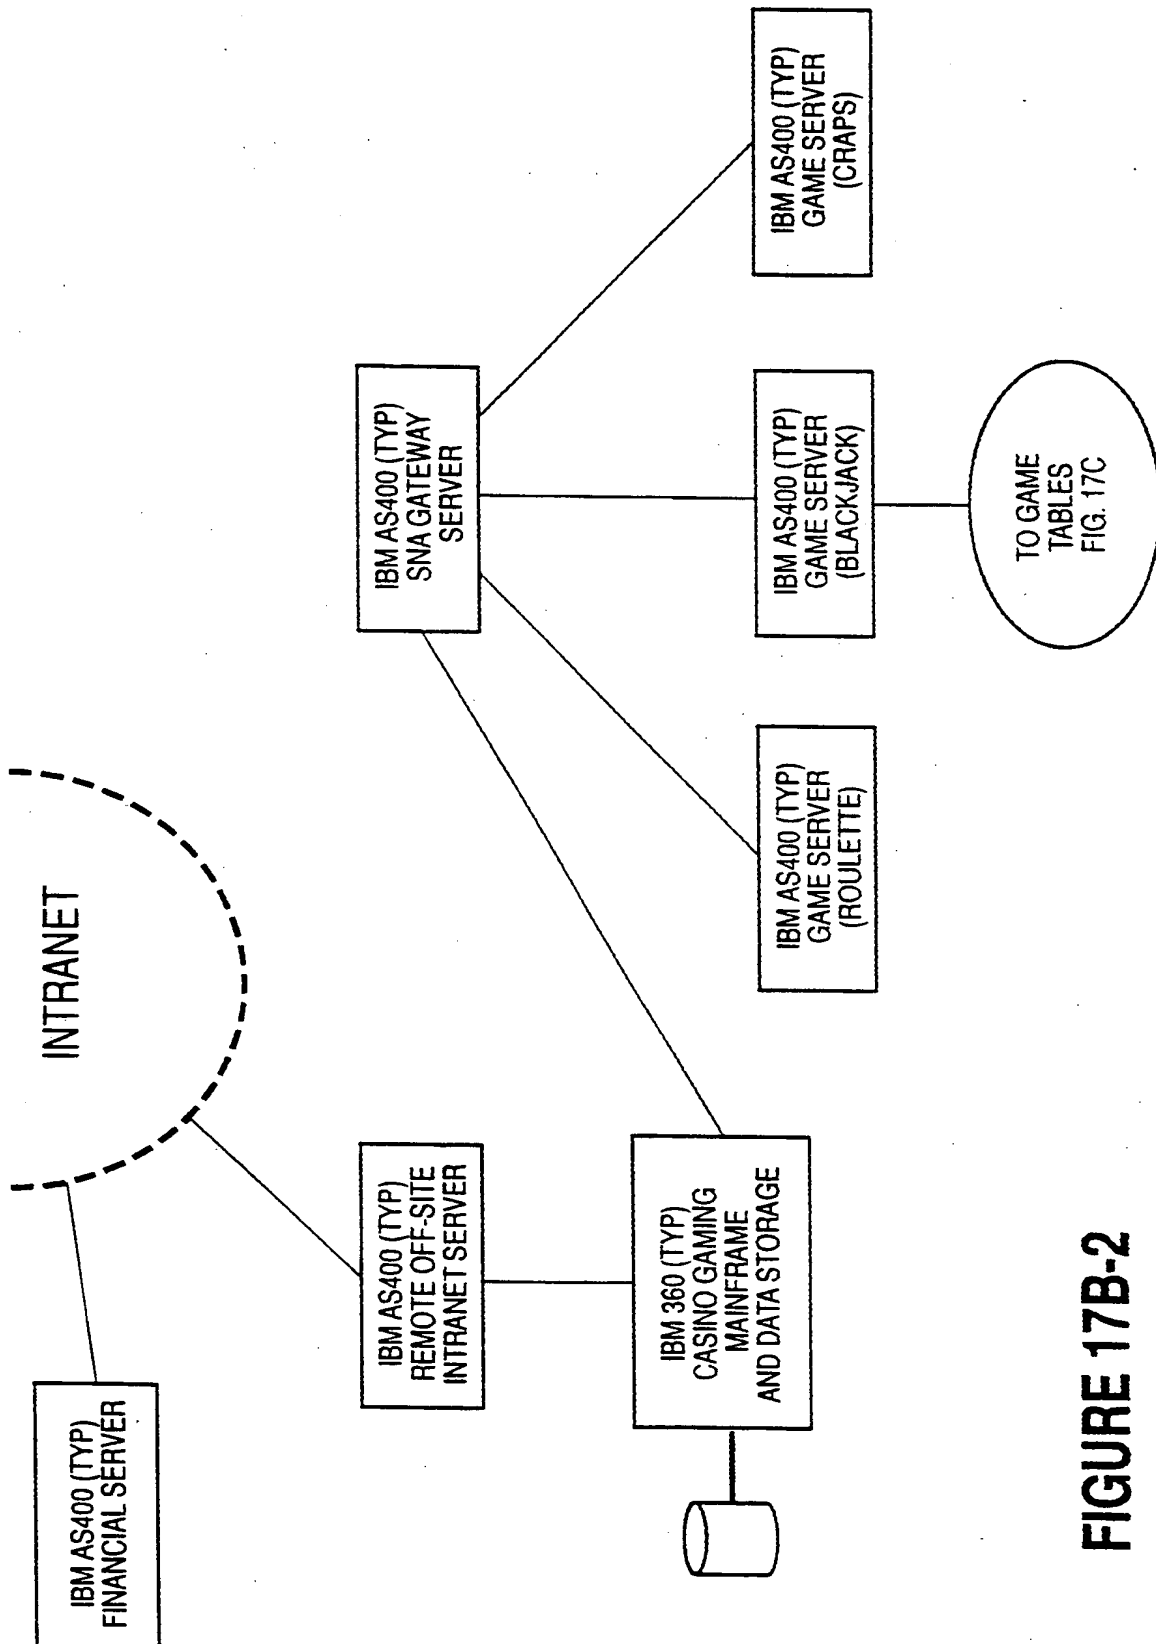 INTRANET
IBM AS400 (TYP)
FINANCIAL SERVER
IBM AS400 (TYP)
REMOTE OFF-SITE
INTRANET SERVER
IBM AS400 (TYP)
SNA GATEWAY
SERVER
IBM 360 (TYP)
CASINO GAMING
MAINFRAME
AND DATA STORAGE
IBM AS400 (TYP)
GAME SERVER
(ROULETTE)
IBM AS400 (TYP)
GAME SERVER
(BLACKJACK)
IBM AS400 (TYP)
GAME SERVER
(CRAPS)
TO GAME
TABLES
FIG. 17C
FIGURE 17B-2